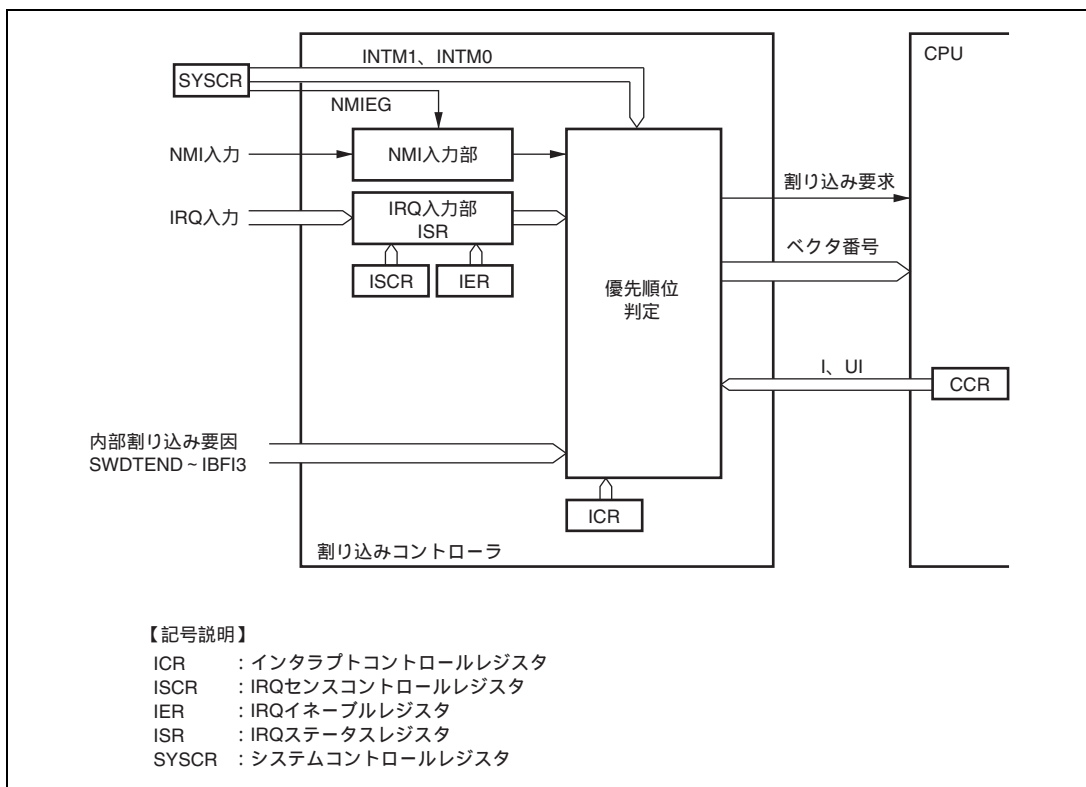 INTM1、INTM0
CPU
SYSCR
NMIEG
NMI入力
NMI入力部
割り込み要求
IRQ入力
IRQ入力部
ISR
ベクタ番号
ISCR
IER
優先順位
判定
I、UI
CCR
内部割り込み要因
SWDTEND~IBFI3
ICR
割り込みコントローラ
【記号説明】
ICR :インタラプトコントロールレジスタ
ISCR :IRQセンスコントロールレジスタ
IER :IRQイネーブルレジスタ
ISR :IRQステータスレジスタ
SYSCR :システムコントロールレジスタ